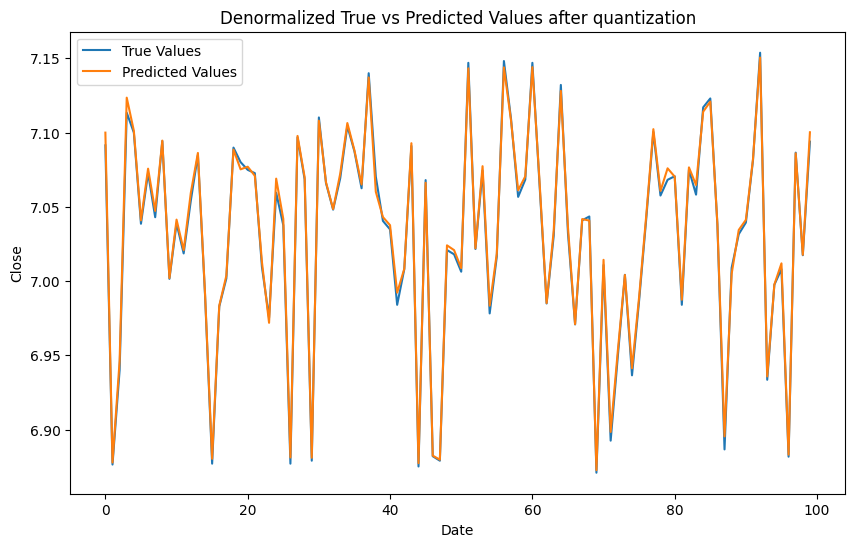 Denormalized True vs Predicted Values after quantization
True Values
Predicted Values
Close
7.15
7.10
7.05
7.00
6.95
6.90
0 20 40 60 80 100
Date